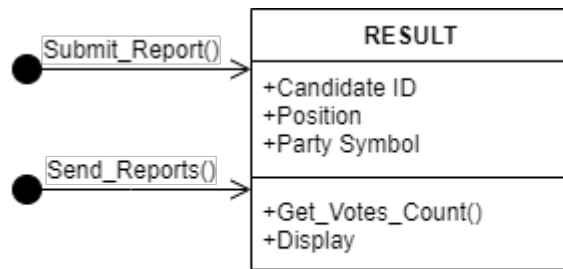 Submit_Report()
RESULT
+Candidate ID
+Position
+Party Symbol
Send_Reports()
+Get_Votes_Count()
+Display